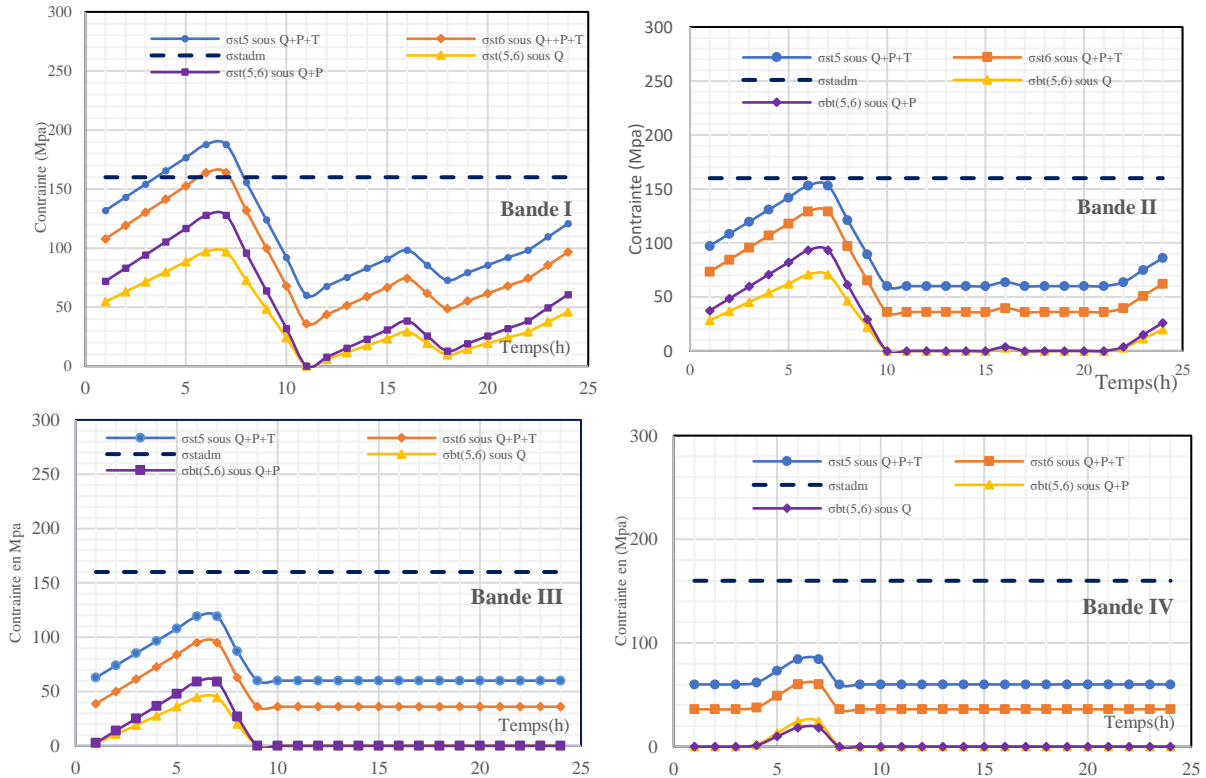 300
250
200
150
100
50
0
0 5 10 15 20 25
Contrainte (Mpa)
Temps(h)
σst5 sous Q+P+T
σst6 sous Q++P+T
σstadm
σst(5,6) sous Q
σst(5,6) sous Q+P
Bande I
300
250
200
150
100
50
0
0 5 10 15 20 25
Contrainte (Mpa)
Temps(h)
σst5 sous Q+P+T
σst6 sous Q+P+T
σstadm
σbt(5,6) sous Q
σbt(5,6) sous Q+P
Bande II
300
250
200
150
100
50
0
0 5 10 15 20 25
Contrainte en Mpa
Temps(h)
σst5 sous Q+P+T
σst6 sous Q+P+T
σstadm
σbt(5,6) sous Q
σbt(5,6) sous Q+P
Bande III
300
200
100
0
0 5 10 15 20 25
Contrainte en (Mpa)
Temps(h)
σst5 sous Q+P+T
σst6 sous Q+P+T
σstadm
σbt(5,6) sous Q+P
σbt(5,6) sous Q
Bande IV